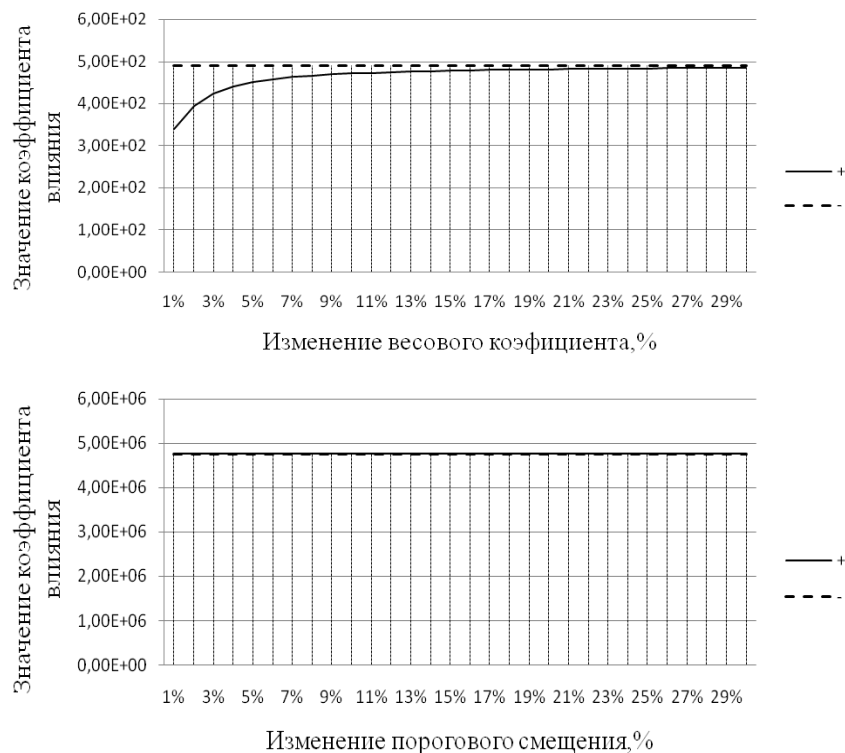 6,00E+02
5,00E+02
4,00E+02
3,00E+02
2,00E+02
1,00E+02
0,00E+00
Значение коэффициента
влияния
1% 3% 5% 7% 9% 11% 13% 15% 17% 19% 21% 23% 25% 27% 29%
Изменение весового коэфициента,%
+
-
6,00E+06
5,00E+06
4,00E+06
3,00E+06
2,00E+06
1,00E+06
0,00E+00
Значение коэффициента
влияния
1% 3% 5% 7% 9% 11% 13% 15% 17% 19% 21% 23% 25% 27% 29%
Изменение порогового смещения,%
+
-